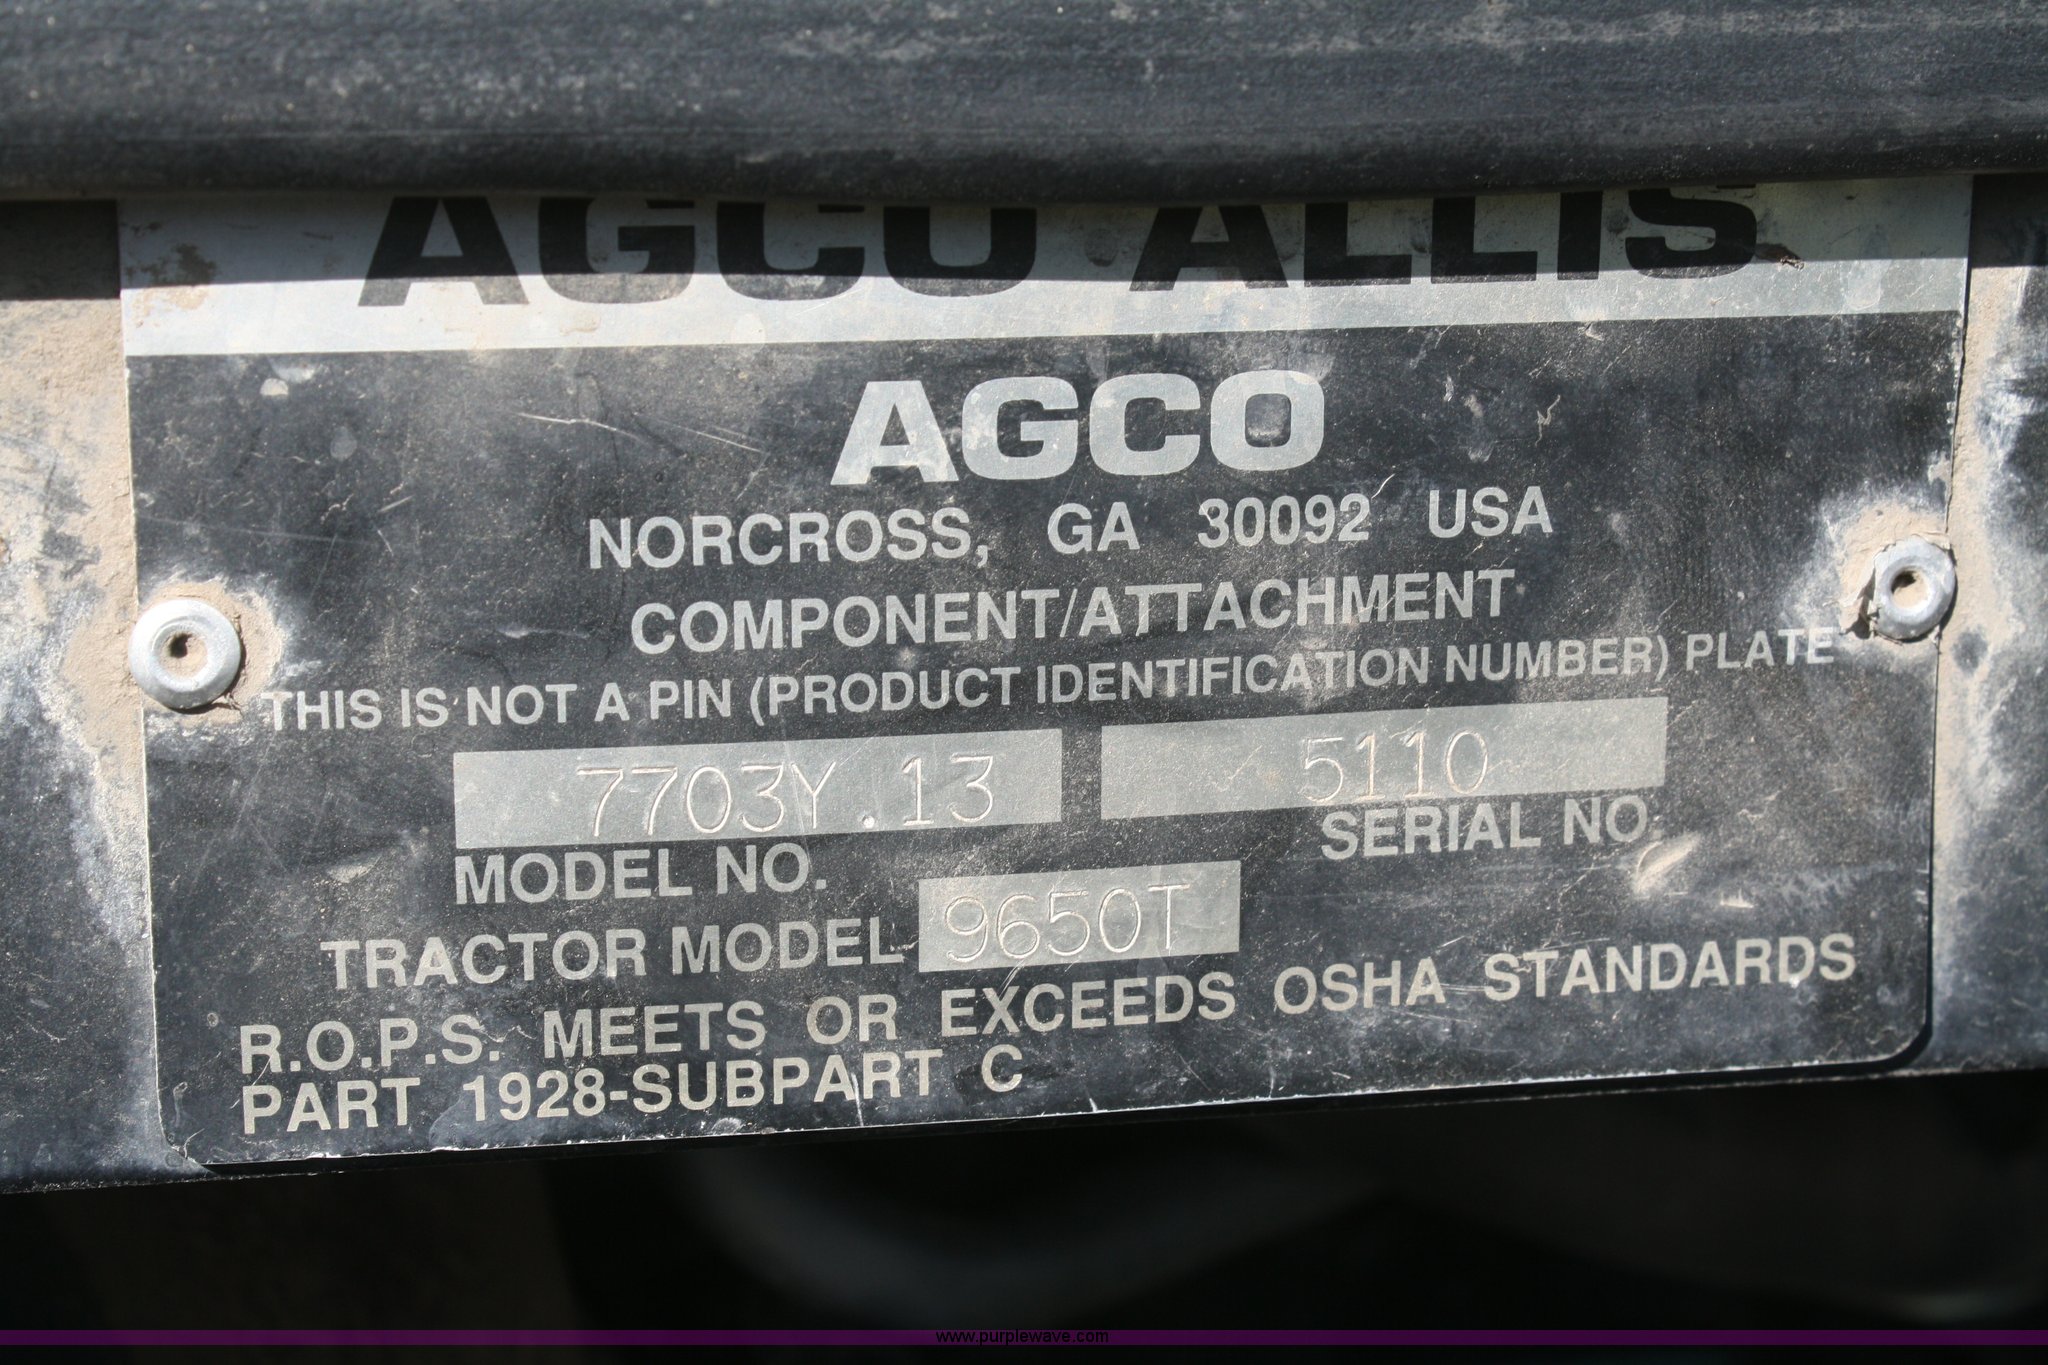 AGCO ALLIS
AGCO
NORCROSS, GA 30092 USA
COMPONENT/ATTACHMENT
THIS IS NOT A PIN (PRODUCT IDENTIFICATION NUMBER) PLATE
7703Y.13 5110
MODEL NO. SERIAL NO.
TRACTOR MODEL 9650T
R.O.P.S. MEETS OR EXCEEDS OSHA STANDARDS
PART 1928-SUBPART C
www.purplewave.com